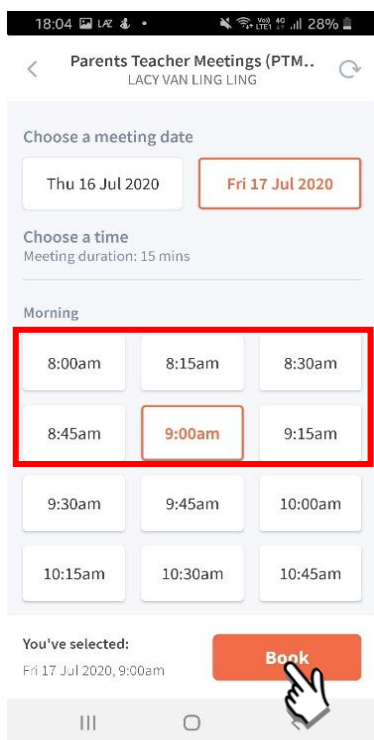 18:04 LAZ 28%
Parents Teacher Meetings (PTM..
LACY VAN LING LING
Choose a meeting date
Thu 16 Jul 2020 Fri 17 Jul 2020
Choose a time
Meeting duration: 15 mins
Morning
8:00am 8:15am 8:30am
8:45am 9:00am 9:15am
9:30am 9:45am 10:00am
10:15am 10:30am 10:45am
You've selected:
Fri 17 Jul 2020, 9:00am
Book